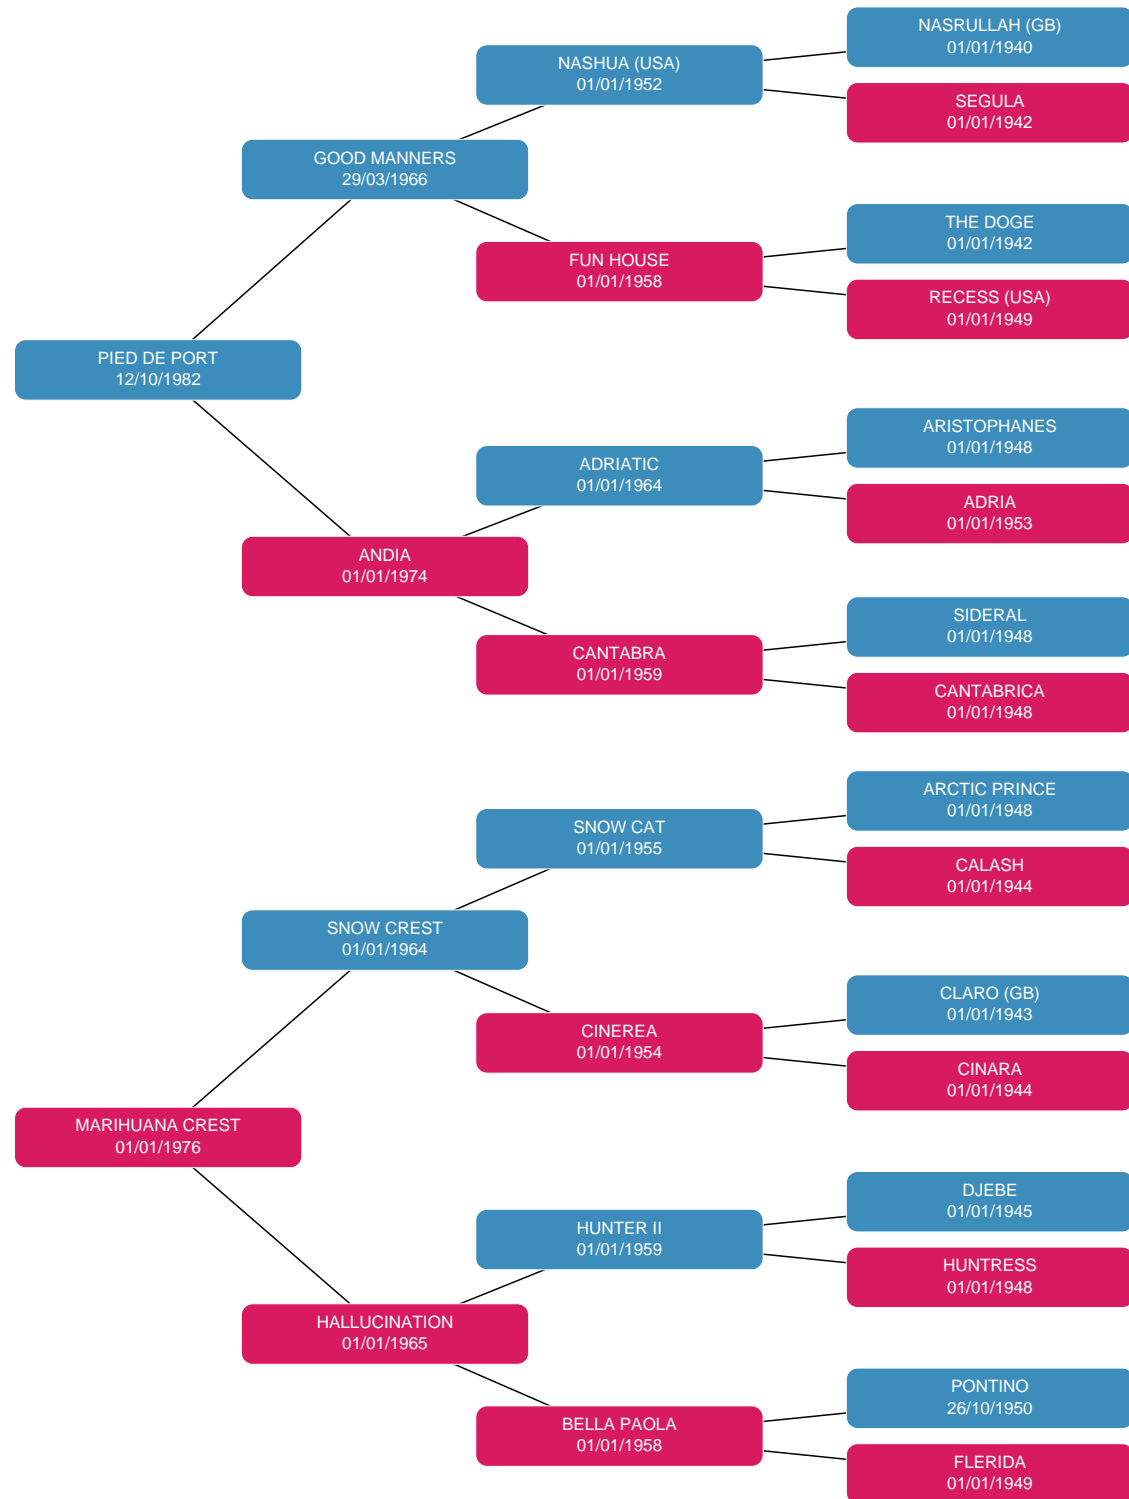 NASRULLAH (GB)
01/01/1940
NASHUA (USA)
01/01/1952
SEGULA
01/01/1942
GOOD MANNERS
29/03/1966
THE DOGE
01/01/1942
FUN HOUSE
01/01/1958
RECESS (USA)
01/01/1949
PIED DE PORT
12/10/1982
ARISTOPHANES
01/01/1948
ADRIATIC
01/01/1964
ADRIA
01/01/1953
ANDIA
01/01/1974
SIDERAL
01/01/1948
CANTABRA
01/01/1959
CANTABRICA
01/01/1948
ARCTIC PRINCE
01/01/1948
SNOW CAT
01/01/1955
CALASH
01/01/1944
SNOW CREST
01/01/1964
CLARO (GB)
01/01/1943
CINEREA
01/01/1954
CINARA
01/01/1944
MARIHUANA CREST
01/01/1976
DJEBE
01/01/1945
HUNTER II
01/01/1959
HUNTRESS
01/01/1948
HALLUCINATION
01/01/1965
PONTINO
26/10/1950
BELLA PAOLA
01/01/1958
FLERIDA
01/01/1949